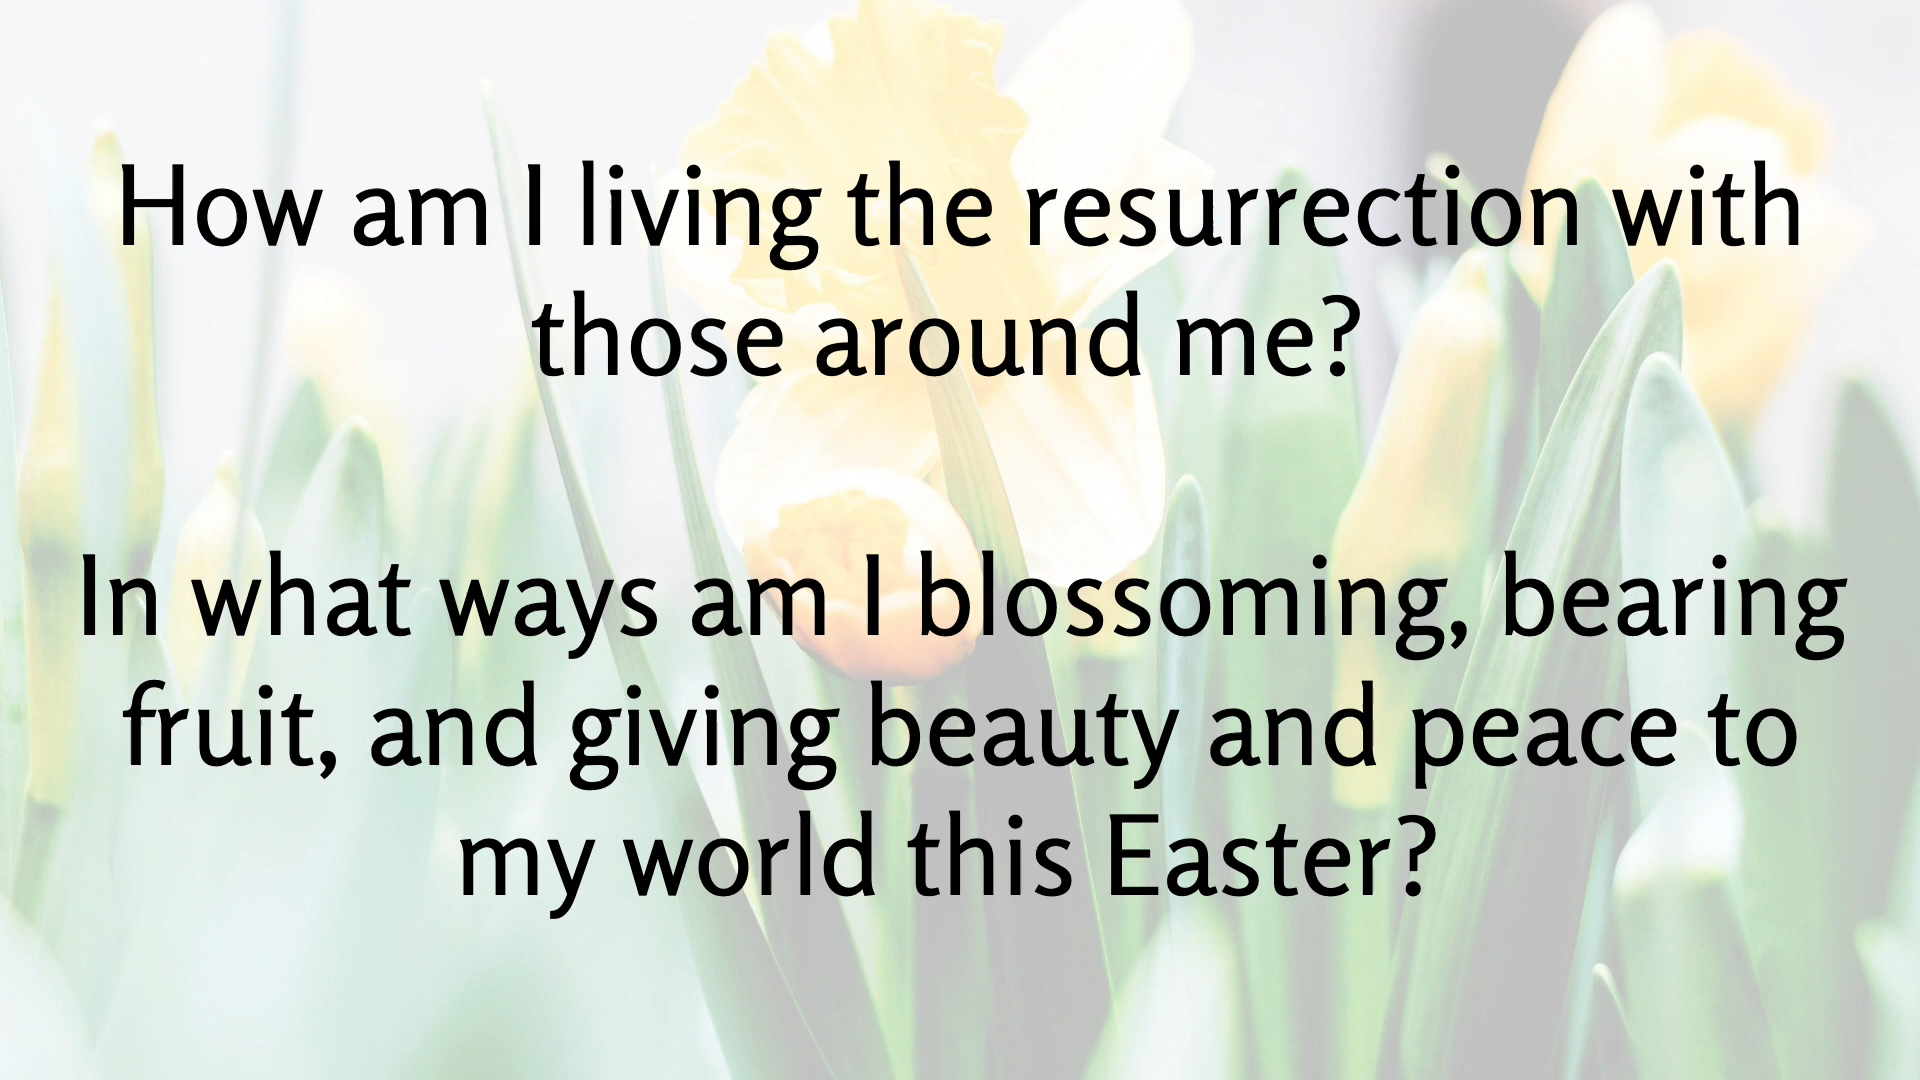 How am I living the resurrection with
those around me?
In what ways am I blossoming, bearing
fruit, and giving beauty and peace to
my world this Easter?